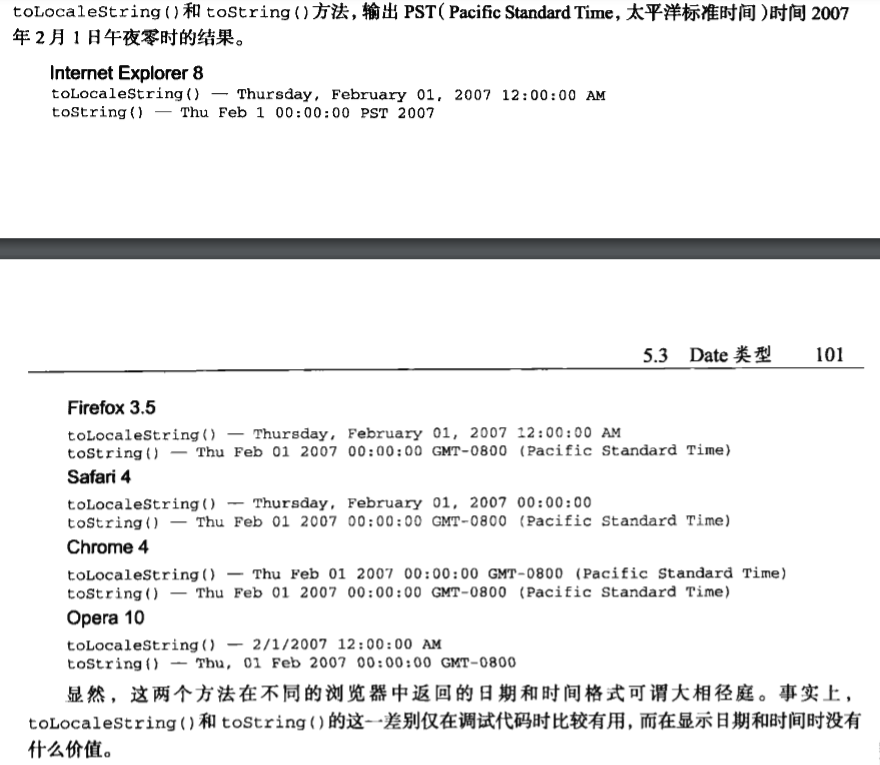 toLocaleString()和 toString()方法,输出 PST(Pacific Standard Time,太平洋标准时间)时间 2007
年 2 月 1 日午夜零时的结果。
Internet Explorer 8
toLocaleString() — Thursday, February 01, 2007 12:00:00 AM
toString() — Thu Feb 1 00:00:00 PST 2007
5.3 Date 类型 101
Firefox 3.5
toLocaleString() — Thursday, February 01, 2007 12:00:00 AM
toString() — Thu Feb 01 2007 00:00:00 GMT-0800 (Pacific Standard Time)
Safari 4
toLocaleString() — Thursday, February 01, 2007 00:00:00
toString() — Thu Feb 01 2007 00:00:00 GMT-0800 (Pacific Standard Time)
Chrome 4
toLocaleString() — Thu Feb 01 2007 00:00:00 GMT-0800 (Pacific Standard Time)
toString() — Thu Feb 01 2007 00:00:00 GMT-0800 (Pacific Standard Time)
Opera 10
toLocaleString() — 2/1/2007 12:00:00 AM
toString() — Thu, 01 Feb 2007 00:00:00 GMT-0800
显然，这两个方法在不同的浏览器中返回的日期和时间格式可谓大相径庭。事实上，
toLocaleString()和 toString()的这一差别仅在调试代码时比较有用,而在显示日期和时间时没有
什么价值。